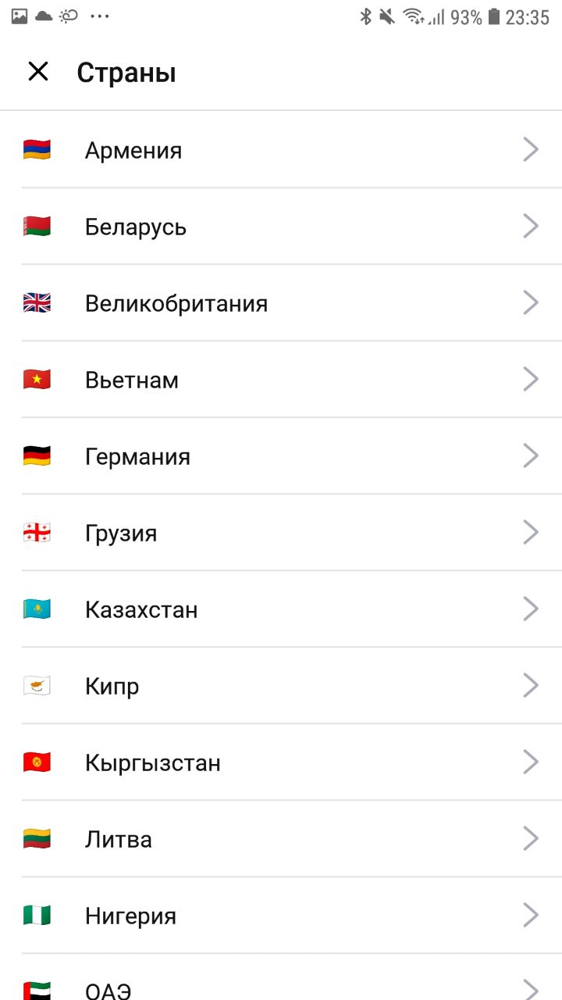 93% 23:35
Страны
Армения
Беларусь
Великобритания
Вьетнам
Германия
Грузия
Казахстан
Кипр
Кыргызстан
Литва
Нигерия
ОАЭ